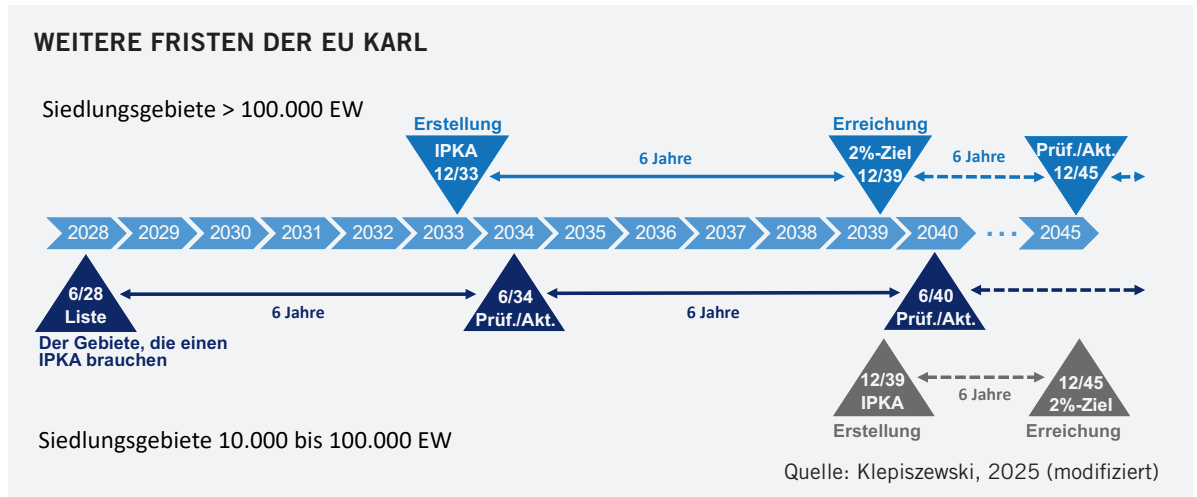 WEITERE FRISTEN DER EU KARL
Siedlungsgebiete > 100.000 EW
Erstellung
IPKA
12/33
6 Jahre
Erreichung
2%-Ziel
12/39
6 Jahre
Prüf./Akt.
12/45
2028 2029 2030 2031 2032 2033 2034 2035 2036 2037 2038 2039 2040 ... 2045
6/28
Liste
6 Jahre
6/34
Prüf./Akt.
6 Jahre
6/40
Prüf./Akt.
Der Gebiete, die einen
IPKA brauchen
12/39
IPKA
Erstellung
6 Jahre
12/45
2%-Ziel
Erreichung
Siedlungsgebiete 10.000 bis 100.000 EW
Quelle: Klepiszewski, 2025 (modifiziert)